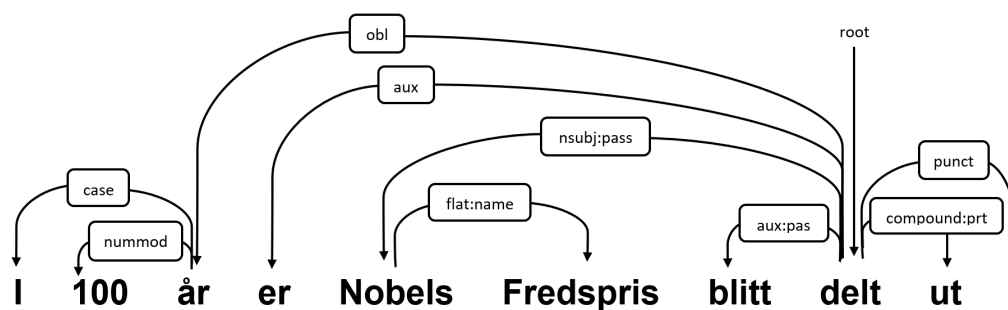 obl
root
aux
nsubj:pass
punct
case
flat:name
compound:prt
aux:pas
nummod
I 100 år er Nobels Fredspris blitt delt ut